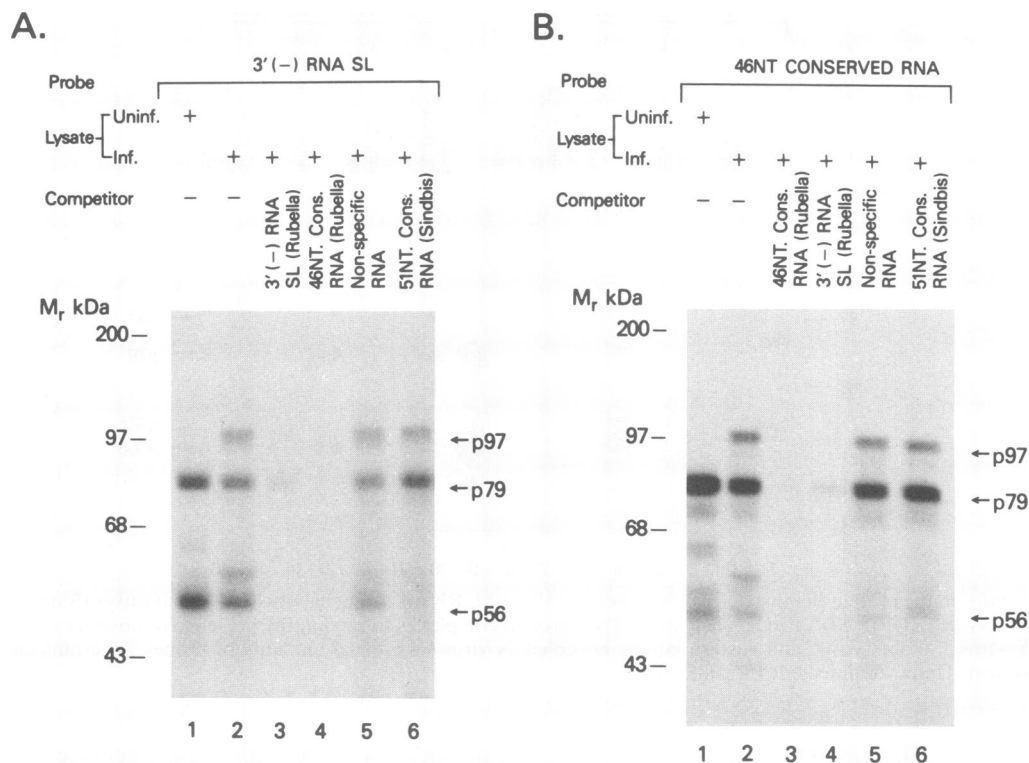 A.
3′(−) RNA SL
Probe
Lysate
Uninf. +
Inf. + + + + +
Competitor − −
3′(−) RNA
SL (Rubella)
46NT. Cons.
RNA (Rubella)
Non-specific
RNA
51NT. Cons.
RNA (Sindbis)
Mr kDa
200—
97—
68—
43—
←p97
←p79
←p56
1 2 3 4 5 6
B.
46NT CONSERVED RNA
Probe
Lysate
Uninf. +
Inf. + + + + +
Competitor − −
46NT. Cons.
RNA (Rubella)
3′(−) RNA
SL (Rubella)
Non-specific
RNA
51NT. Cons.
RNA (Sindbis)
Mr kDa
200—
97—
68—
43—
←p97
←p79
←p56
1 2 3 4 5 6